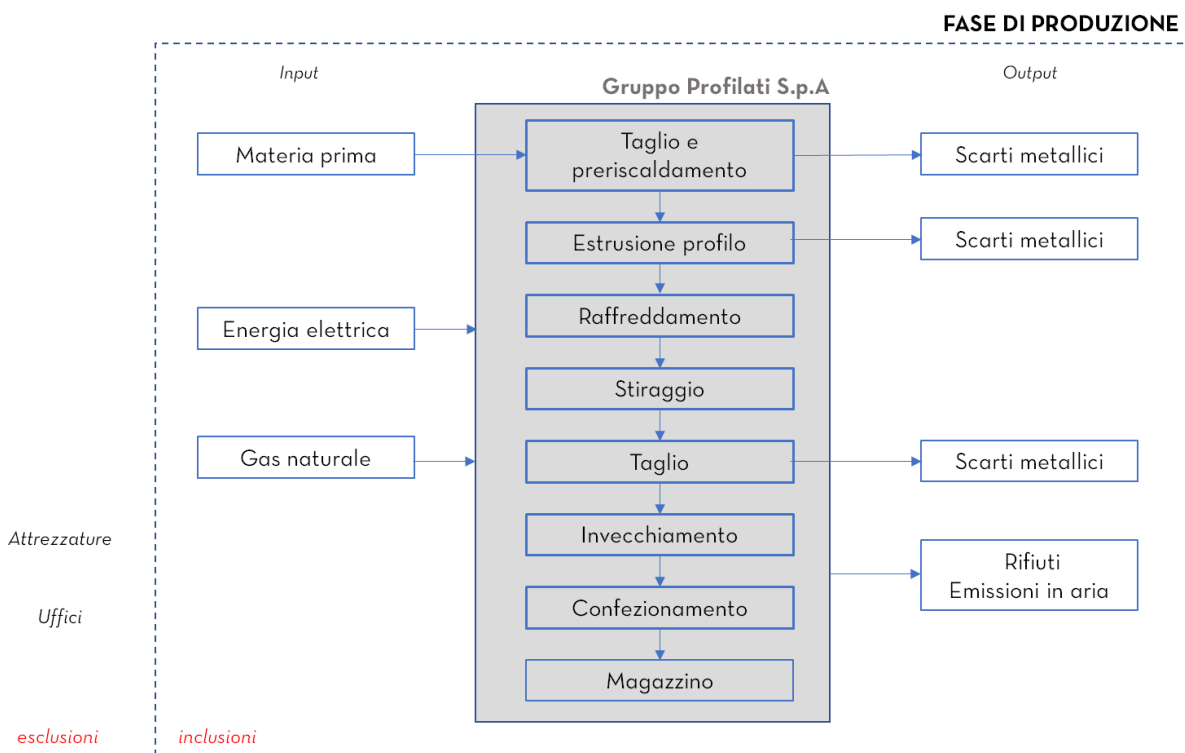 FASE DI PRODUZIONE
Input
Output
Gruppo Profilati S.p.A
Materia prima
Taglio e
preriscaldamento
Scarti metallici
Estrusione profilo
Scarti metallici
Energia elettrica
Raffreddamento
Stiraggio
Gas naturale
Taglio
Scarti metallici
Attrezzature
Invecchiamento
Rifiuti
Emissioni in aria
Uffici
Confezionamento
Magazzino
esclusioni
inclusioni